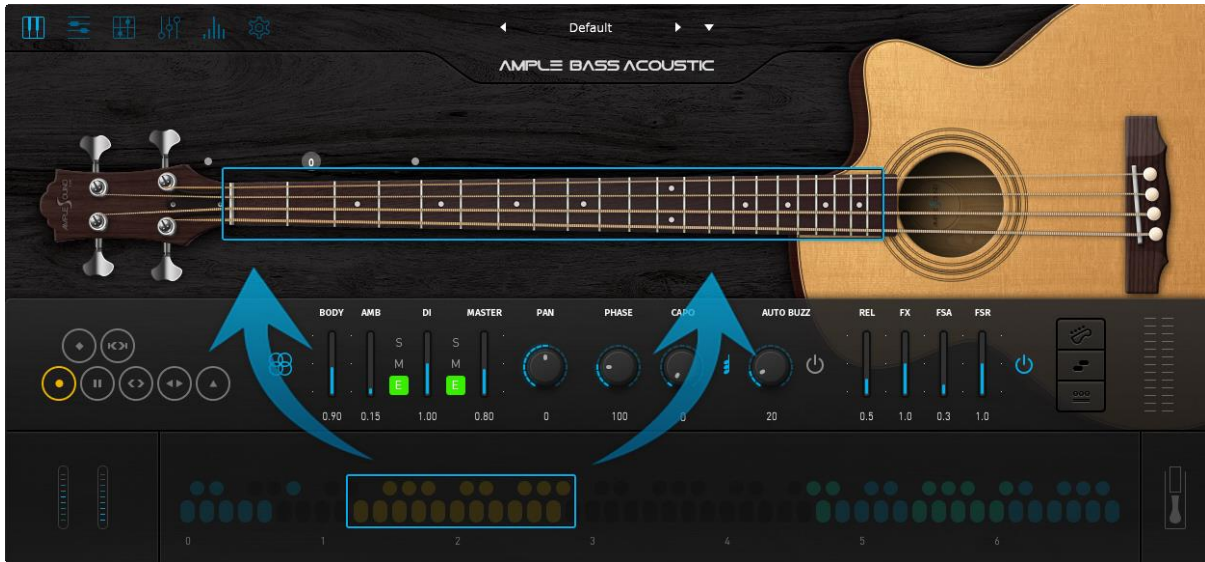 Default
AMPLE BASS ACOUSTIC
0
BODY AMB DI MASTER PAN PHASE CAPO AUTO BUZZ REL FX FSA FSR
S S
M M
E E
0.90 0.15 1.00 0.80 0 100 0 20 0.5 1.0 0.3 1.0
0 1 2 3 4 5 6